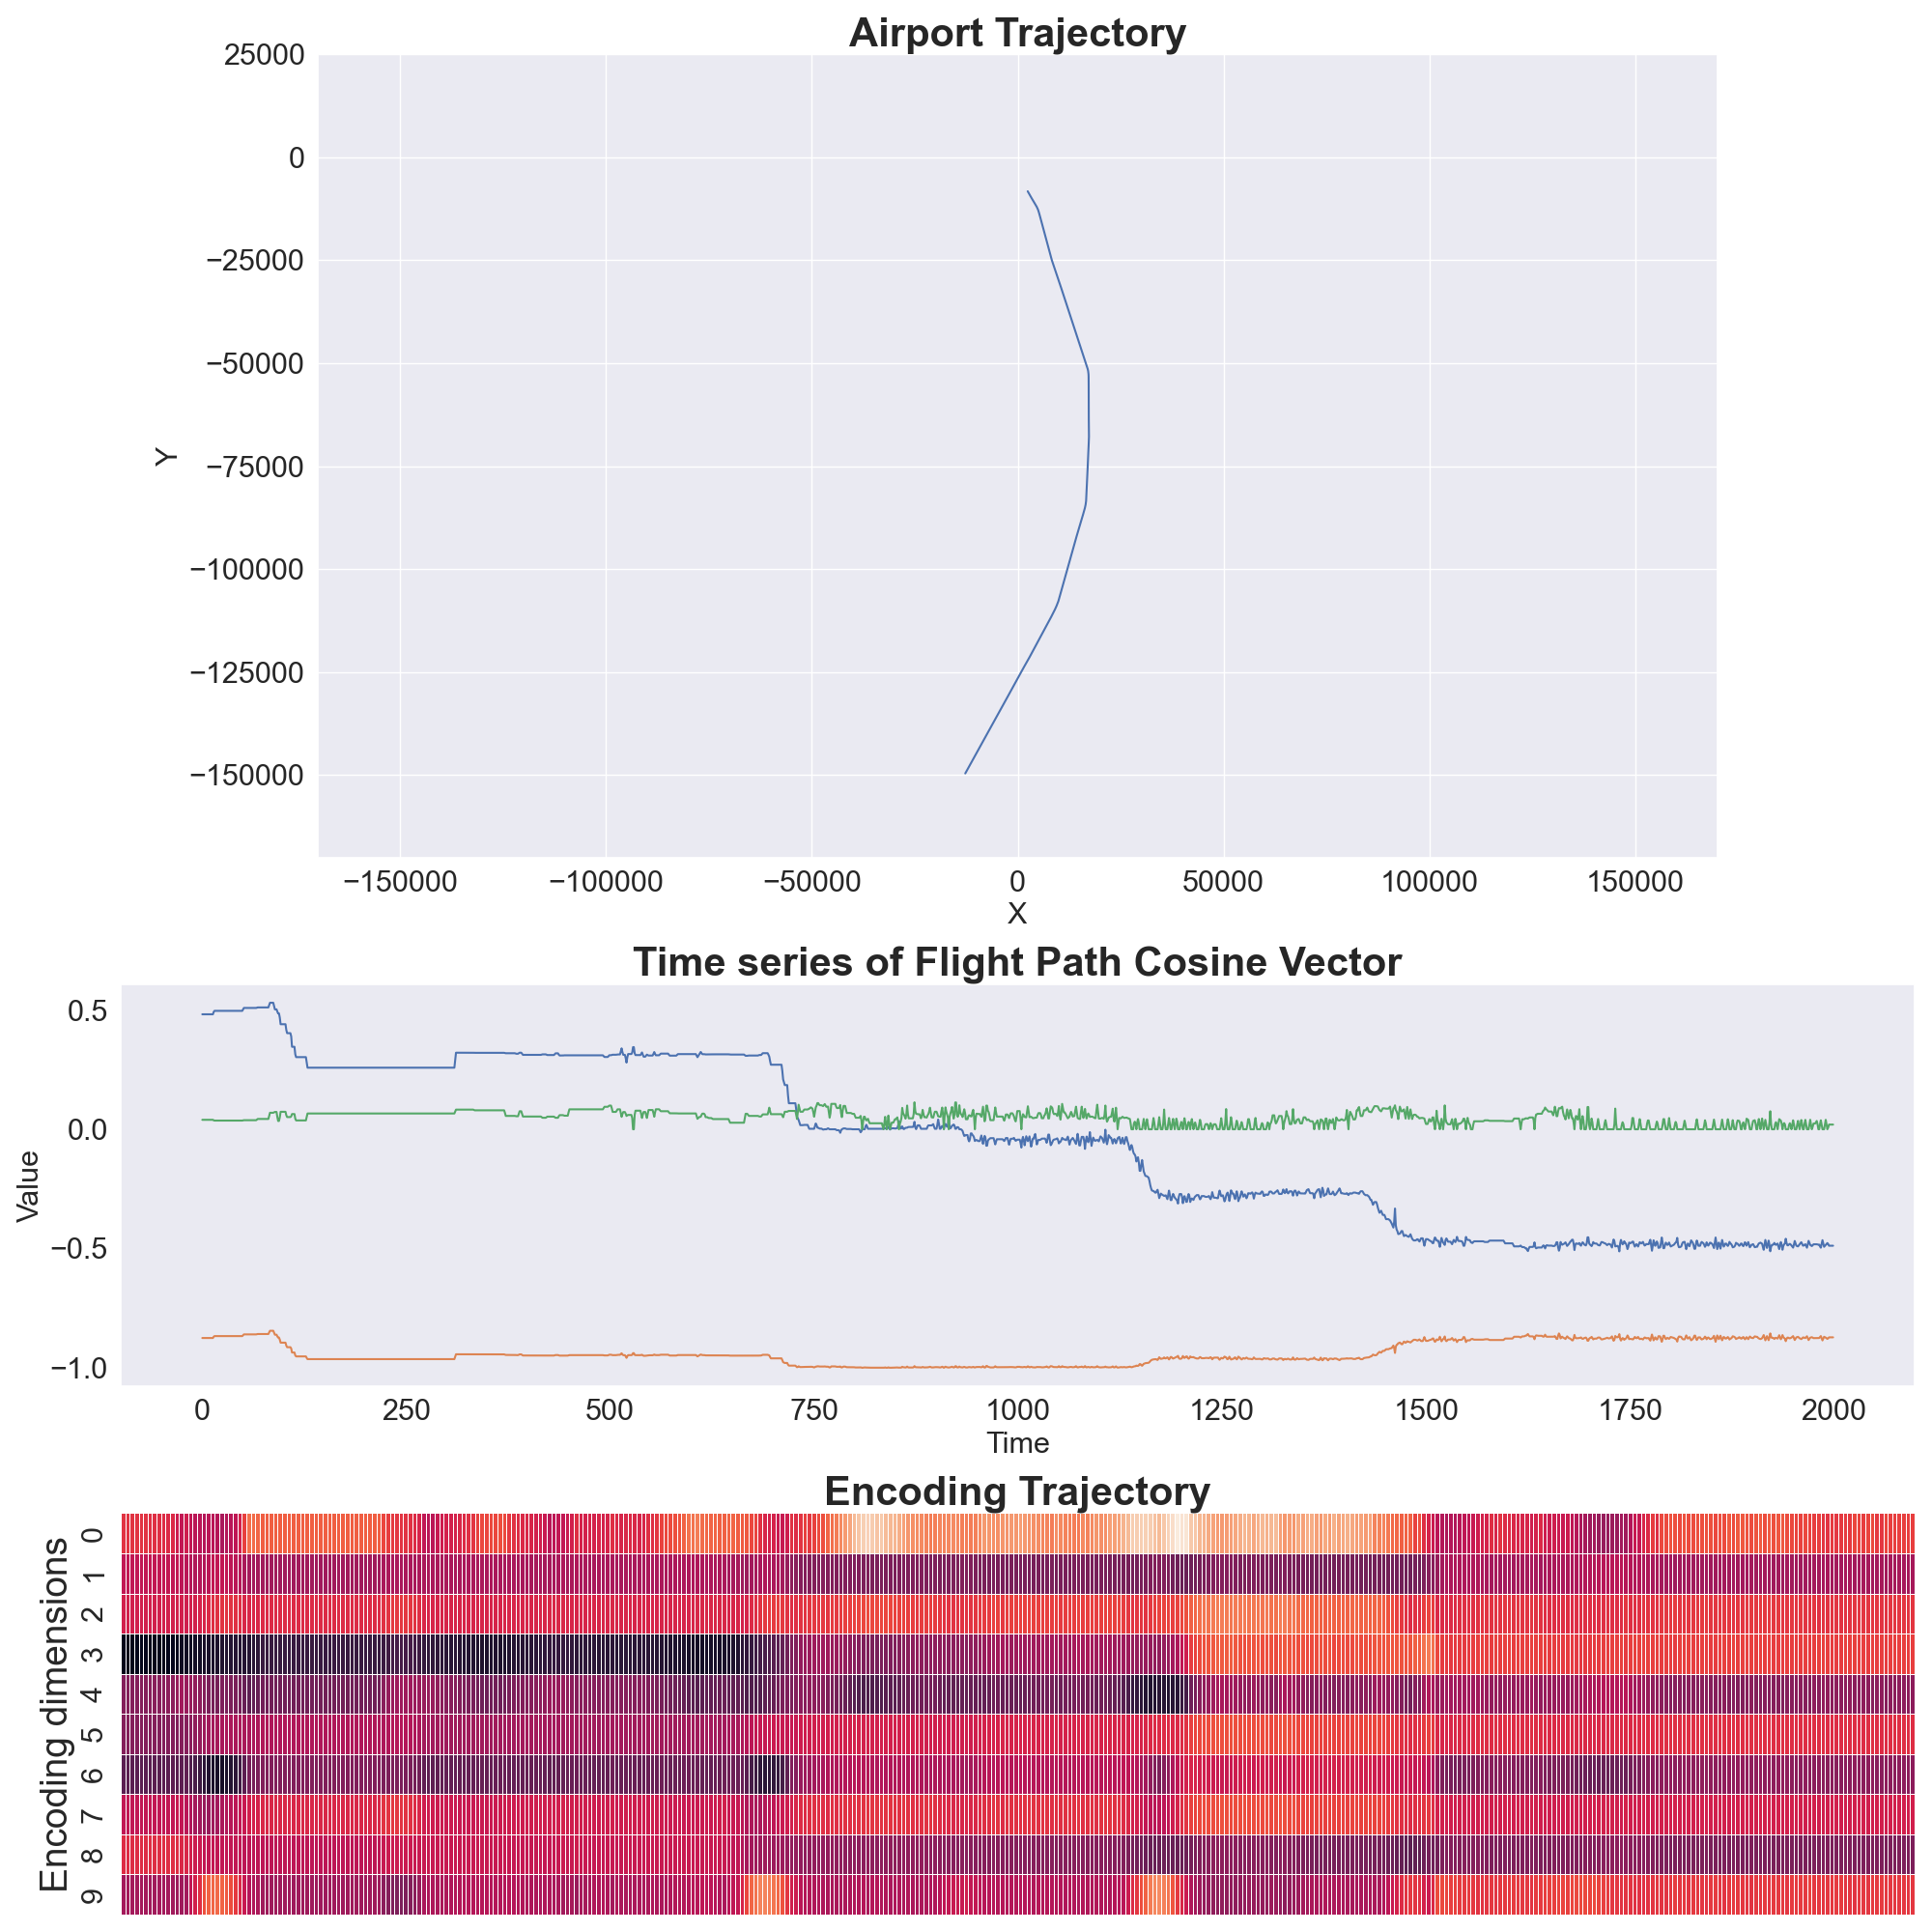 Airport Trajectory
25000
0
−25000
−50000
−75000
−100000
−125000
−150000
Y
−150000 −100000 −50000 0 50000 100000 150000
X
Time series of Flight Path Cosine Vector
0.5
0.0
−0.5
−1.0
Value
0 250 500 750 1000 1250 1500 1750 2000
Time
Encoding Trajectory
Encoding dimensions
0
1
2
3
4
5
6
7
8
9